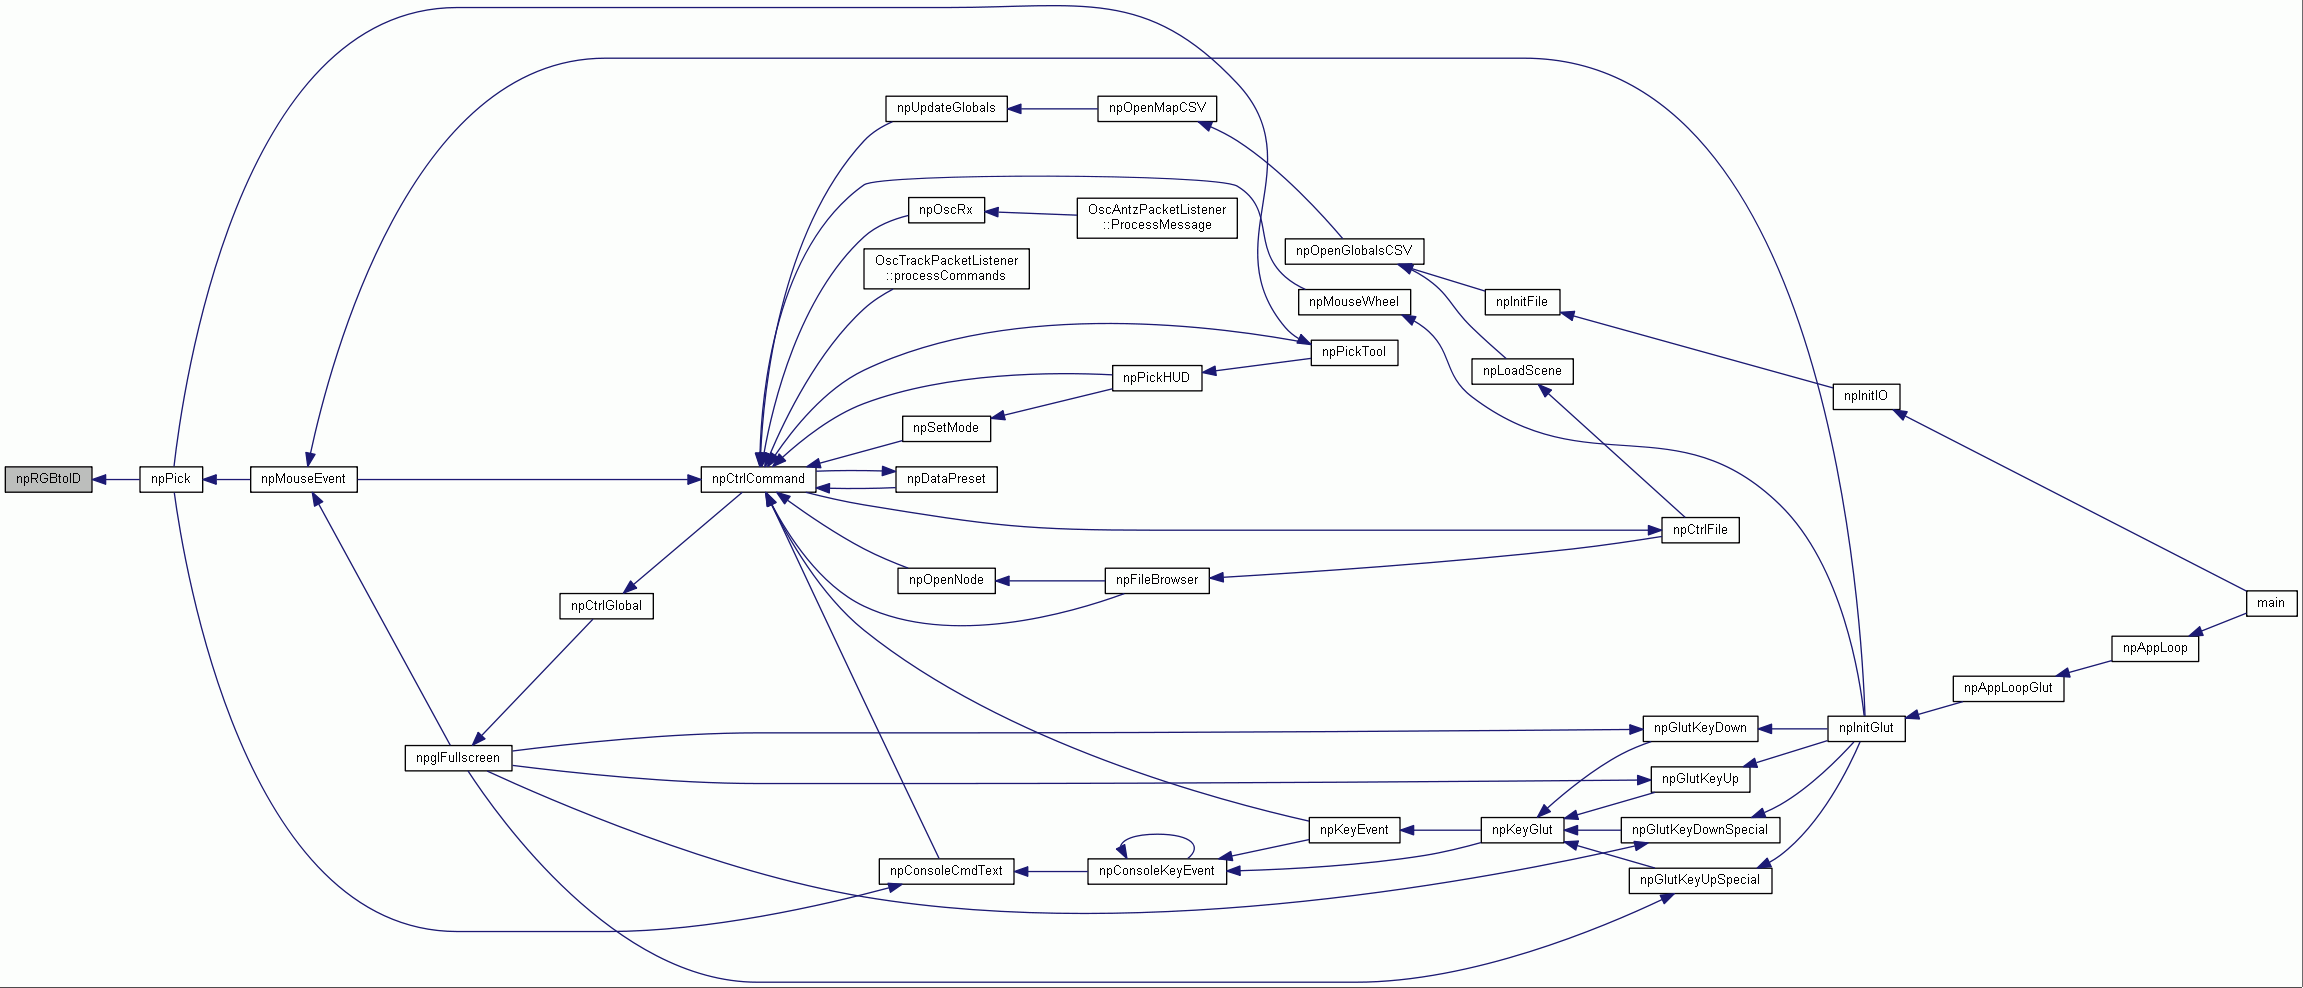 npUpdateGlobals
npOpenMapCSV
npOscRx
OscAntzPacketListener
::ProcessMessage
npOpenGlobalsCSV
OscTrackPacketListener
::processCommands
npMouseWheel
npInitFile
npPickTool
npPickHUD
npLoadScene
npInitIO
npSetMode
npRGBtoID
npPick
npMouseEvent
npCtrlCommand
npDataPreset
npCtrlFile
npOpenNode
npFileBrowser
npCtrlGlobal
main
npAppLoop
npAppLoopGlut
npGlutKeyDown
npInitGlut
npglFullscreen
npGlutKeyUp
npKeyEvent
npKeyGlut
npGlutKeyDownSpecial
npConsoleCmdText
npConsoleKeyEvent
npGlutKeyUpSpecial